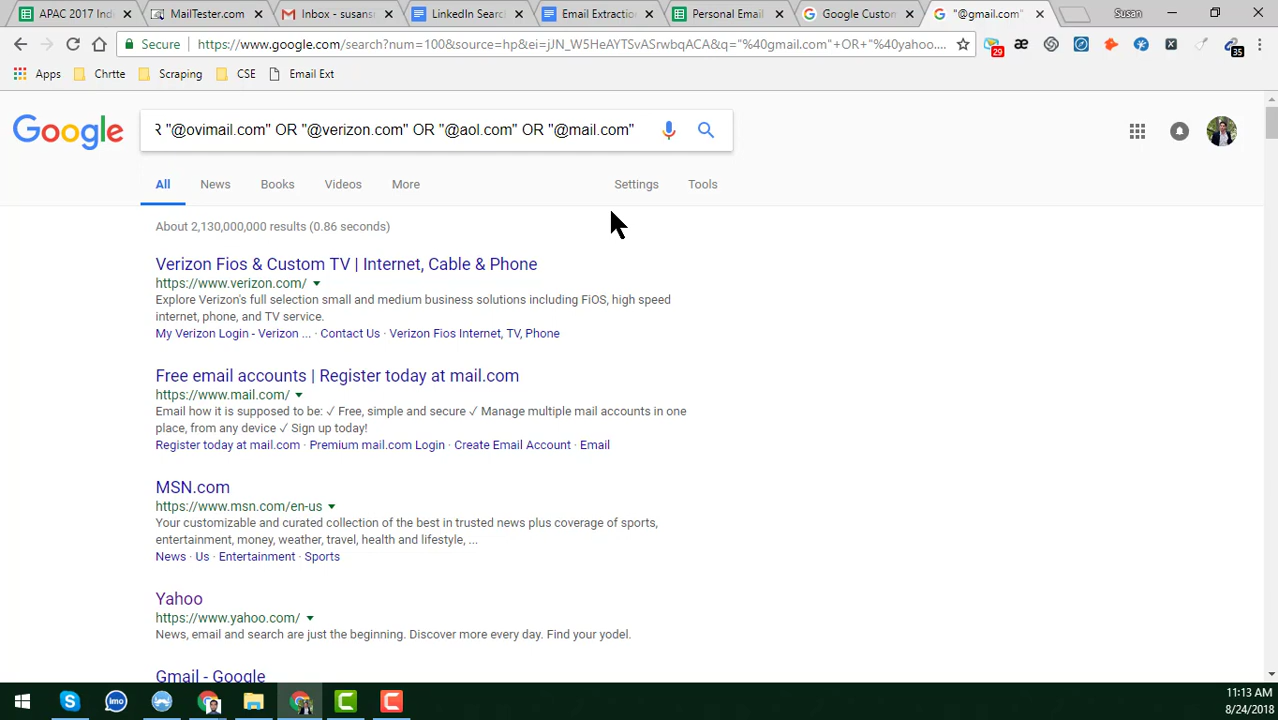 APAC 2017 Ind
MailTester.com
Inbox - susans
LinkedIn Searc
Email Extractio
Personal Email
Google Custom
"@gmail.com"
Susan
Secure
https://www.google.com/search?num=100&source=hp&ei=jJN_W5HeAYTSvASrwbqACA&q="%40gmail.com"+OR+"%40yahoo....
29
35
Apps
Chrtte
Scraping
CSE
Email Ext
Google
R "@ovimail.com" OR "@verizon.com" OR "@aol.com" OR "@mail.com"
All
News
Books
Videos
More
Settings
Tools
About 2,130,000,000 results (0.86 seconds)
Verizon Fios & Custom TV | Internet, Cable & Phone
https://www.verizon.com/
Explore Verizon's full selection small and medium business solutions including FiOS, high speed
internet, phone, and TV service.
My Verizon Login - Verizon ... · Contact Us · Verizon Fios Internet, TV, Phone
Free email accounts | Register today at mail.com
https://www.mail.com/
Email how it is supposed to be: ✓ Free, simple and secure ✓ Manage multiple mail accounts in one
place, from any device ✓ Sign up today!
Register today at mail.com · Premium mail.com Login · Create Email Account · Email
MSN.com
https://www.msn.com/en-us
Your customizable and curated collection of the best in trusted news plus coverage of sports,
entertainment, money, weather, travel, health and lifestyle, ...
News · Us · Entertainment · Sports
Yahoo
https://www.yahoo.com/
News, email and search are just the beginning. Discover more every day. Find your yodel.
Gmail - Google
11:13 AM
8/24/2018